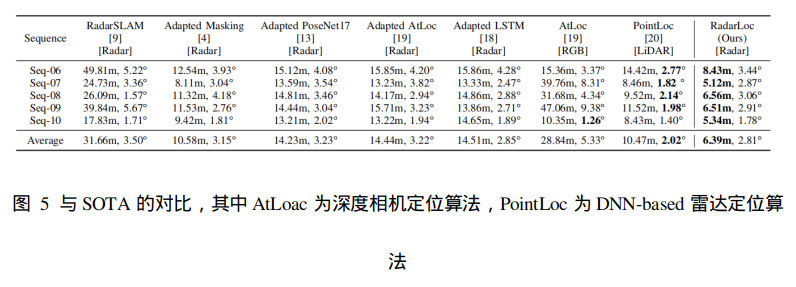 Sequence RadarSLAM [9] [Radar] Adapted Masking [4] [Radar] Adapted PoseNet17 [13] [Radar] Adapted AtLoc [19] [Radar] Adapted LSTM [18] [Radar] AtLoc [19] [RGB] PointLoc [20] [LiDAR] RadarLoc (Ours) [Radar]
Seq-06 49.81m, 5.22° 12.54m, 3.93° 15.12m, 4.08° 15.85m, 4.20° 15.86m, 4.28° 15.36m, 3.37° 14.42m, 2.77° 8.43m, 3.44°
Seq-07 24.73m, 3.36° 8.11m, 3.04° 13.59m, 3.54° 13.23m, 3.82° 13.33m, 2.47° 39.76m, 8.31° 8.46m, 1.82 ° 5.12m, 2.87°
Seq-08 26.09m, 1.57° 11.32m, 4.18° 14.81m, 3.46° 14.17m, 2.94° 14.86m, 2.88° 31.68m, 4.34° 9.52m, 2.14° 6.56m, 3.06°
Seq-09 39.84m, 5.67° 11.53m, 2.76° 14.44m, 3.04° 15.71m, 3.23° 13.86m, 2.71° 47.06m, 9.38° 11.52m, 1.98° 6.51m, 2.91°
Seq-10 17.83m, 1.71° 9.42m, 1.81° 13.21m, 2.02° 13.22m, 1.94° 14.65m, 1.89° 10.35m, 1.26° 8.43m, 1.40° 5.34m, 1.78°
Average 31.66m, 3.50° 10.58m, 3.15° 14.23m, 3.23° 14.44m, 3.22° 14.51m, 2.85° 28.84m, 5.33° 10.47m, 2.02° 6.39m, 2.81°
图 5 与 SOTA 的对比，其中 AtLoac 为深度相机定位算法，PointLoc 为 DNN-based 雷达定位算
法